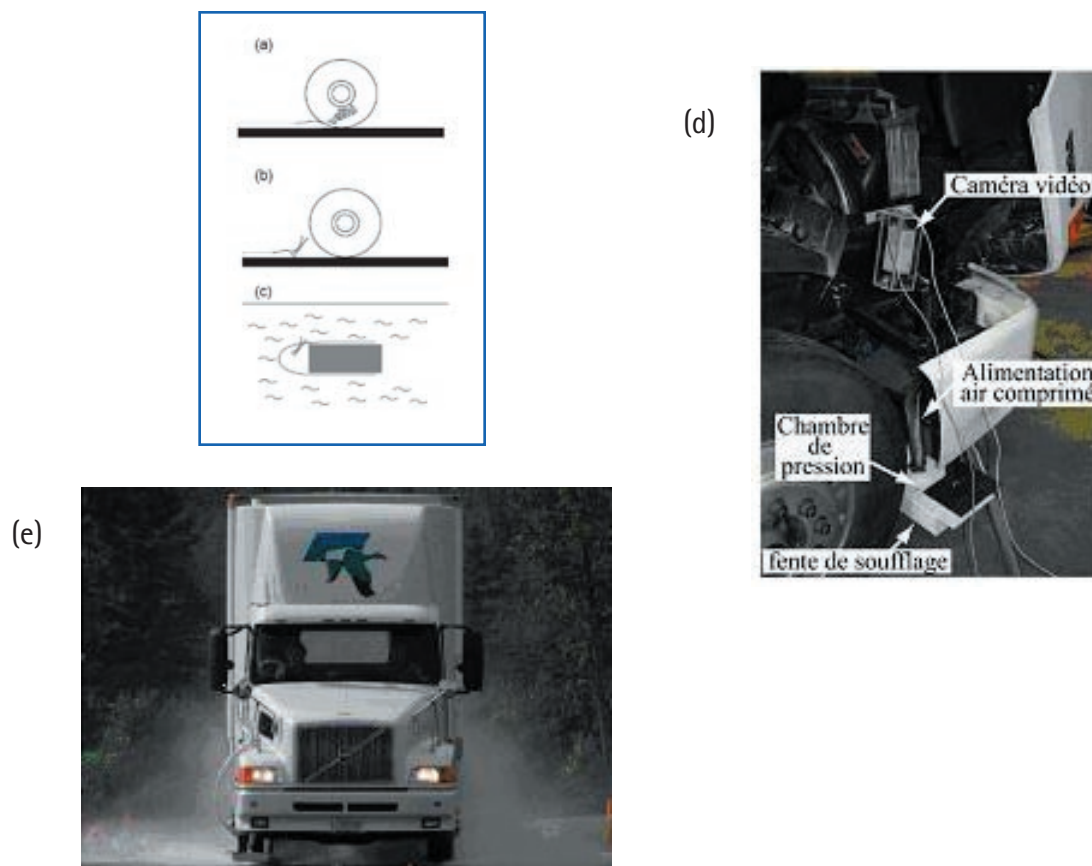 (a)
(b)
(c)
(d)
Caméra vidéo
Alimentation
air comprimé
Chambre
de
pression
fente de soufflage
(e)